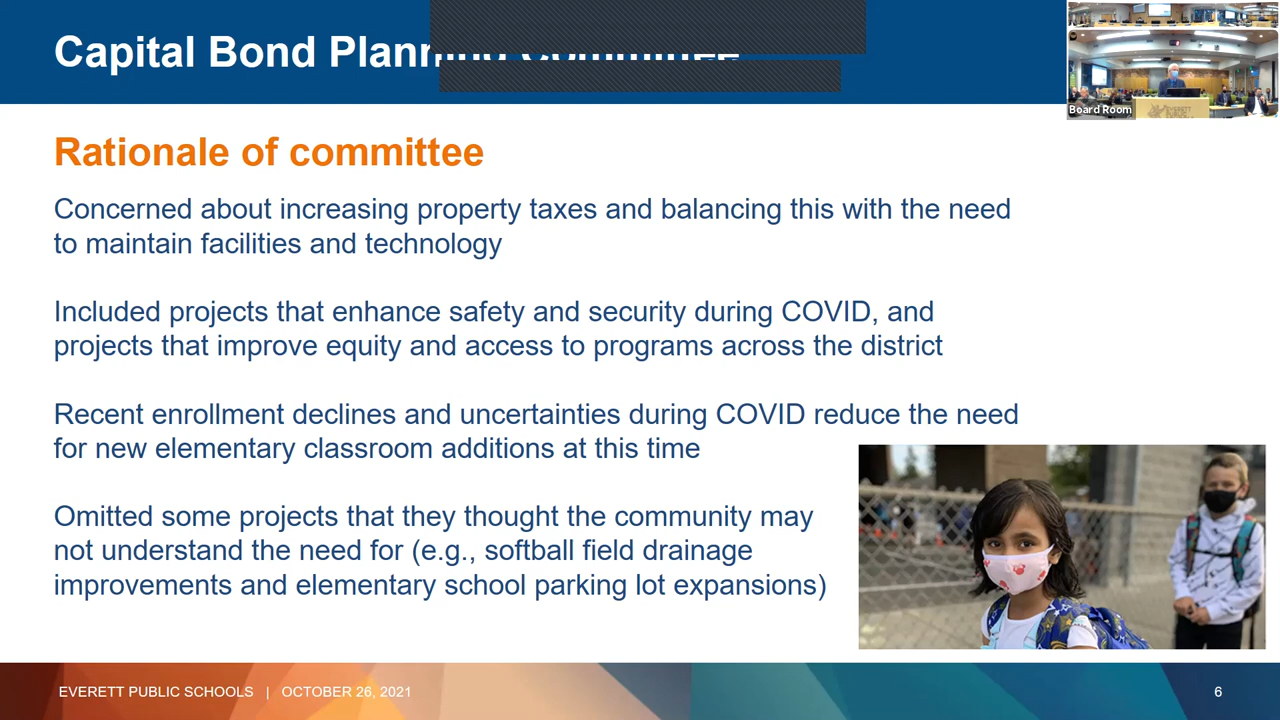 Capital Bond Planning Committee
Board Room
Rationale of committee
Concerned about increasing property taxes and balancing this with the need
to maintain facilities and technology
Included projects that enhance safety and security during COVID, and
projects that improve equity and access to programs across the district
Recent enrollment declines and uncertainties during COVID reduce the need
for new elementary classroom additions at this time
Omitted some projects that they thought the community may
not understand the need for (e.g., softball field drainage
improvements and elementary school parking lot expansions)
EVERETT PUBLIC SCHOOLS | OCTOBER 26, 2021
6